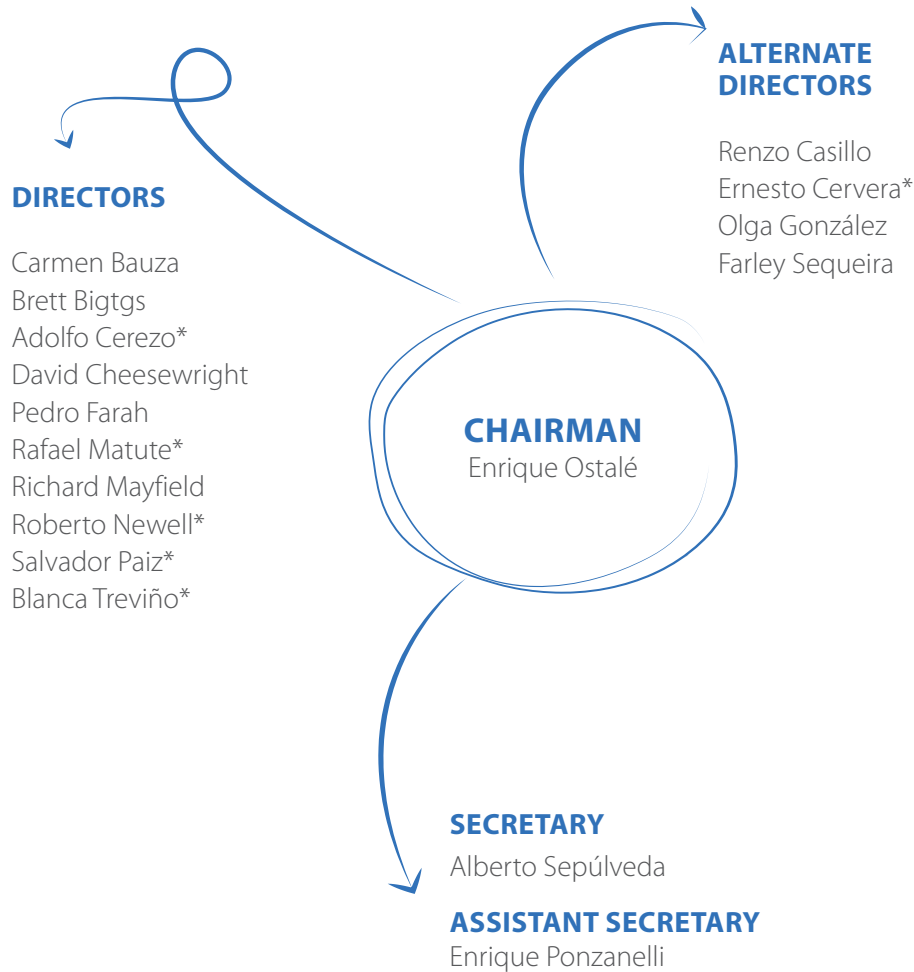 DIRECTORS
Carmen Bauza
Brett Bigtgs
Adolfo Cerezo*
David Cheesewright
Pedro Farah
Rafael Matute*
Richard Mayfield
Roberto Newell*
Salvador Paiz*
Blanca Treviño*
ALTERNATE
DIRECTORS
Renzo Casillo
Ernesto Cervera*
Olga González
Farley Sequeira
CHAIRMAN
Enrique Ostalé
SECRETARY
Alberto Sepúlveda
ASSISTANT SECRETARY
Enrique Ponzanelli